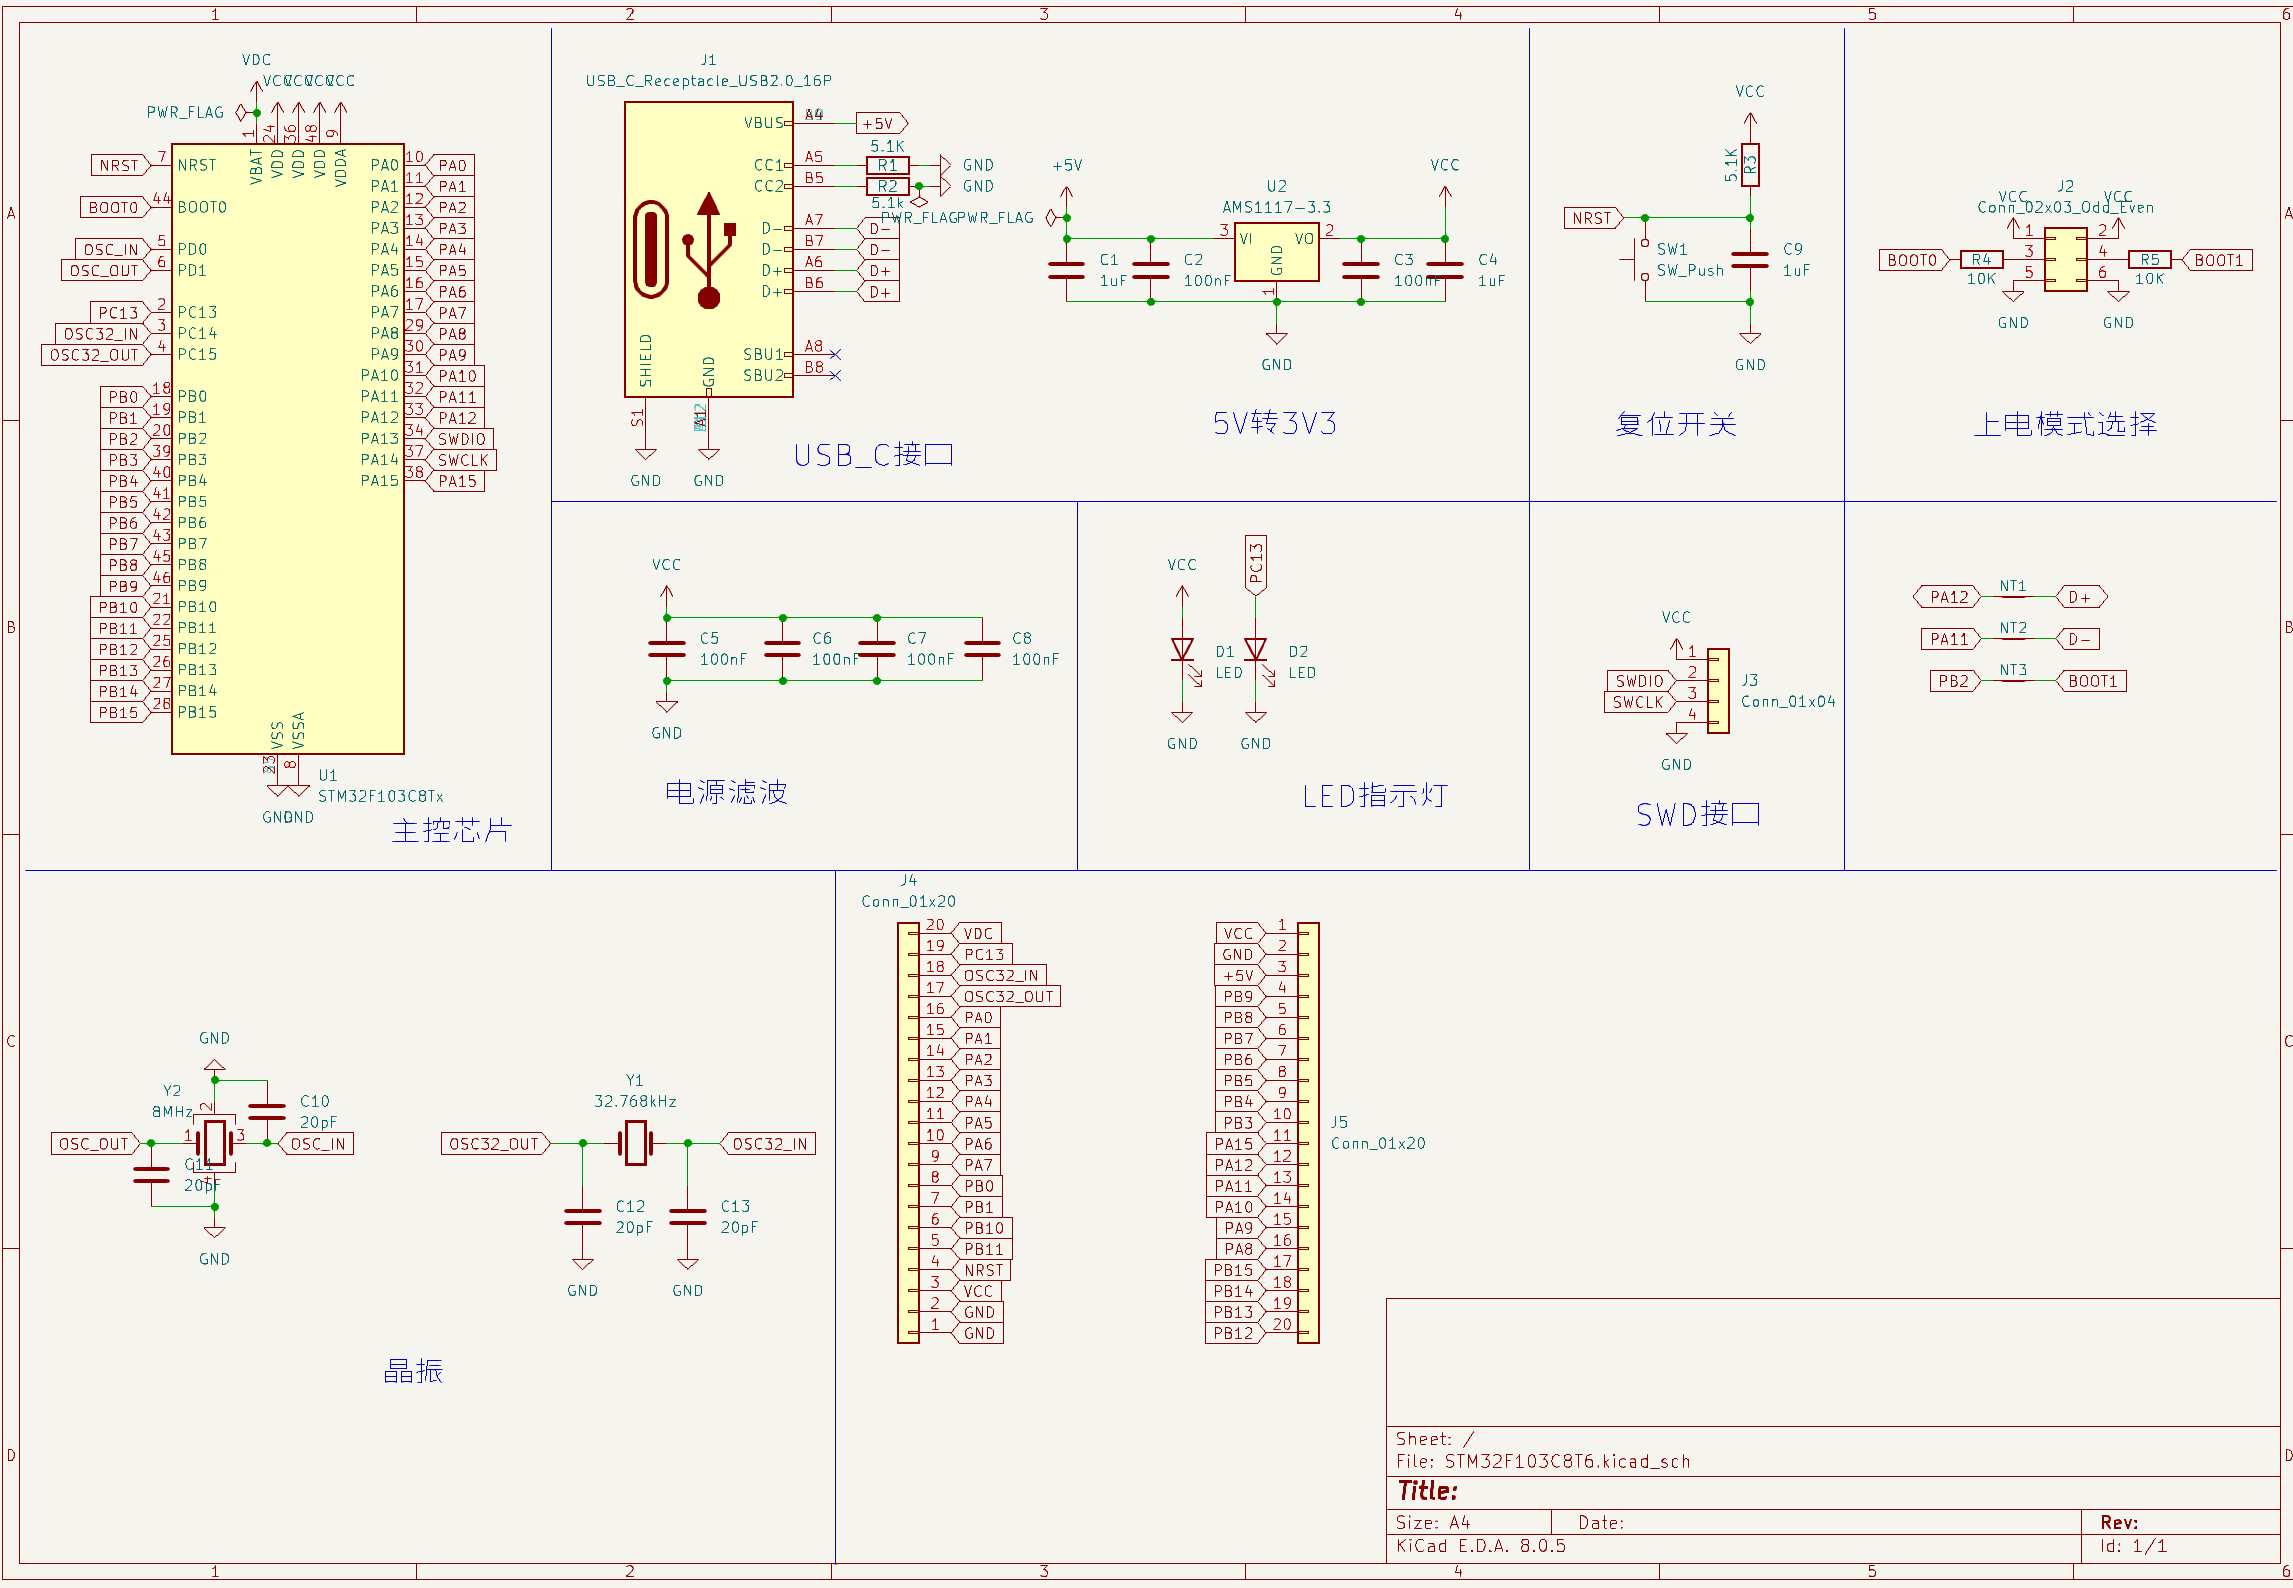 1 2 3 4 5 6
A
B
C
D
VDC
VCC VCC VCC VCC
PWR_FLAG
1 24 36 48 9
VBAT VDD VDD VDD VDDA
NRST 7 NRST
BOOT0 44 BOOT0
OSC_IN 5 PD0
OSC_OUT 6 PD1
PC13 2 PC13
OSC32_IN 3 PC14
OSC32_OUT 4 PC15
PB0 18 PB0
PB1 19 PB1
PB2 20 PB2
PB3 39 PB3
PB4 40 PB4
PB5 41 PB5
PB6 42 PB6
PB7 43 PB7
PB8 45 PB8
PB9 46 PB9
PB10 21 PB10
PB11 22 PB11
PB12 25 PB12
PB13 26 PB13
PB14 27 PB14
PB15 28 PB15
PA0 10 PA0
PA1 11 PA1
PA2 12 PA2
PA3 13 PA3
PA4 14 PA4
PA5 15 PA5
PA6 16 PA6
PA7 17 PA7
PA8 29 PA8
PA9 30 PA9
PA10 31 PA10
PA11 32 PA11
PA12 33 PA12
PA13 34 SWDIO
PA14 37 SWCLK
PA15 38 PA15
VSS VSSA
23 8
U1
STM32F103C8Tx
GND GND
主控芯片
J1
USB_C_Receptacle_USB2.0_16P
VBUS A4 +5V
5.1K
CC1 A5 R1 GND
CC2 B5 R2 GND
5.1k
PWR_FLAG PWR_FLAG
D- A7 D-
D- B7 D-
D+ A6 D+
D+ B6 D+
SBU1 A8
SBU2 B8
SHIELD GND
S1 A1
GND GND
USB_C接口
+5V VCC
U2
AMS1117-3.3
3 VI VO 2
GND
1
C1
1uF
C2
100nF
C3
100nF
C4
1uF
GND
5V转3V3
VCC
5.1K R3
NRST
SW1
SW_Push
C9
1uF
GND
复位开关
J2
VCC VCC
Conn_02x03_Odd_Even
1 2
BOOT0 R4 3 4 R5 BOOT1
10K 5 6 10K
GND GND
上电模式选择
VCC
C5
100nF
C6
100nF
C7
100nF
C8
100nF
GND
电源滤波
VCC PC13
D1
LED
D2
LED
GND GND
LED指示灯
VCC
1
SWDIO 2
SWCLK 3
4
J3
Conn_01x04
GND
SWD接口
PA12 NT1 D+
PA11 NT2 D-
PB2 NT3 BOOT1
GND
Y2
8MHz
2
C10
20pF
OSC_OUT 1 3 OSC_IN
C11
20pF
4
GND
Y1
32.768kHz
OSC32_OUT OSC32_IN
C12
20pF
C13
20pF
GND GND
晶振
J4
Conn_01x20
20 VDC
19 PC13
18 OSC32_IN
17 OSC32_OUT
16 PA0
15 PA1
14 PA2
13 PA3
12 PA4
11 PA5
10 PA6
9 PA7
8 PB0
7 PB1
6 PB10
5 PB11
4 NRST
3 VCC
2 GND
1 GND
VCC 1
GND 2
+5V 3
PB9 4
PB8 5
PB7 6
PB6 7
PB5 8
PB4 9
PB3 10
PA15 11
PA12 12
PA11 13
PA10 14
PA9 15
PA8 16
PB15 17
PB14 18
PB13 19
PB12 20
J5
Conn_01x20
Sheet: /
File: STM32F103C8T6.kicad_sch
Title:
Size: A4 Date: Rev:
KiCad E.D.A. 8.0.5 Id: 1/1
1 2 3 4 5 6
A
B
C
D